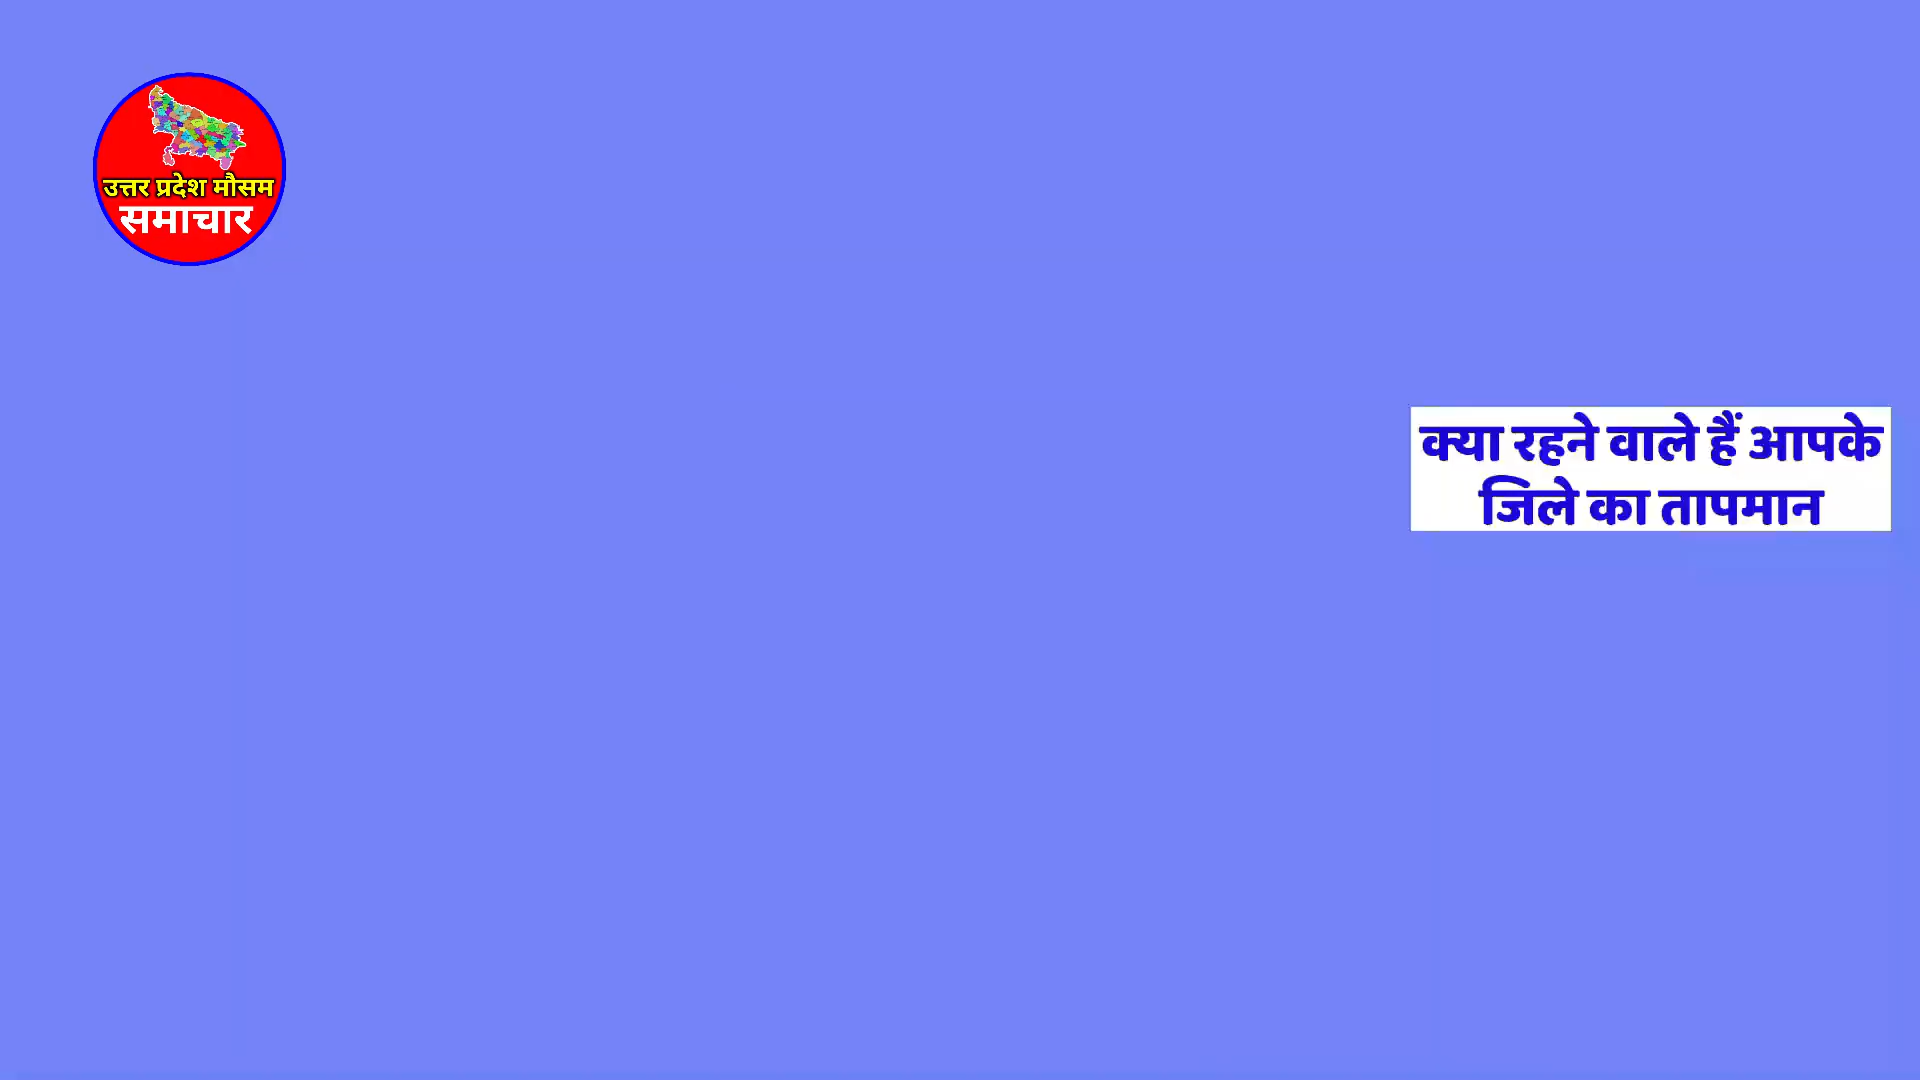 उत्तर प्रदेश मौसम
समाचार
क्या रहने वाले हैं आपके
जिले का तापमान